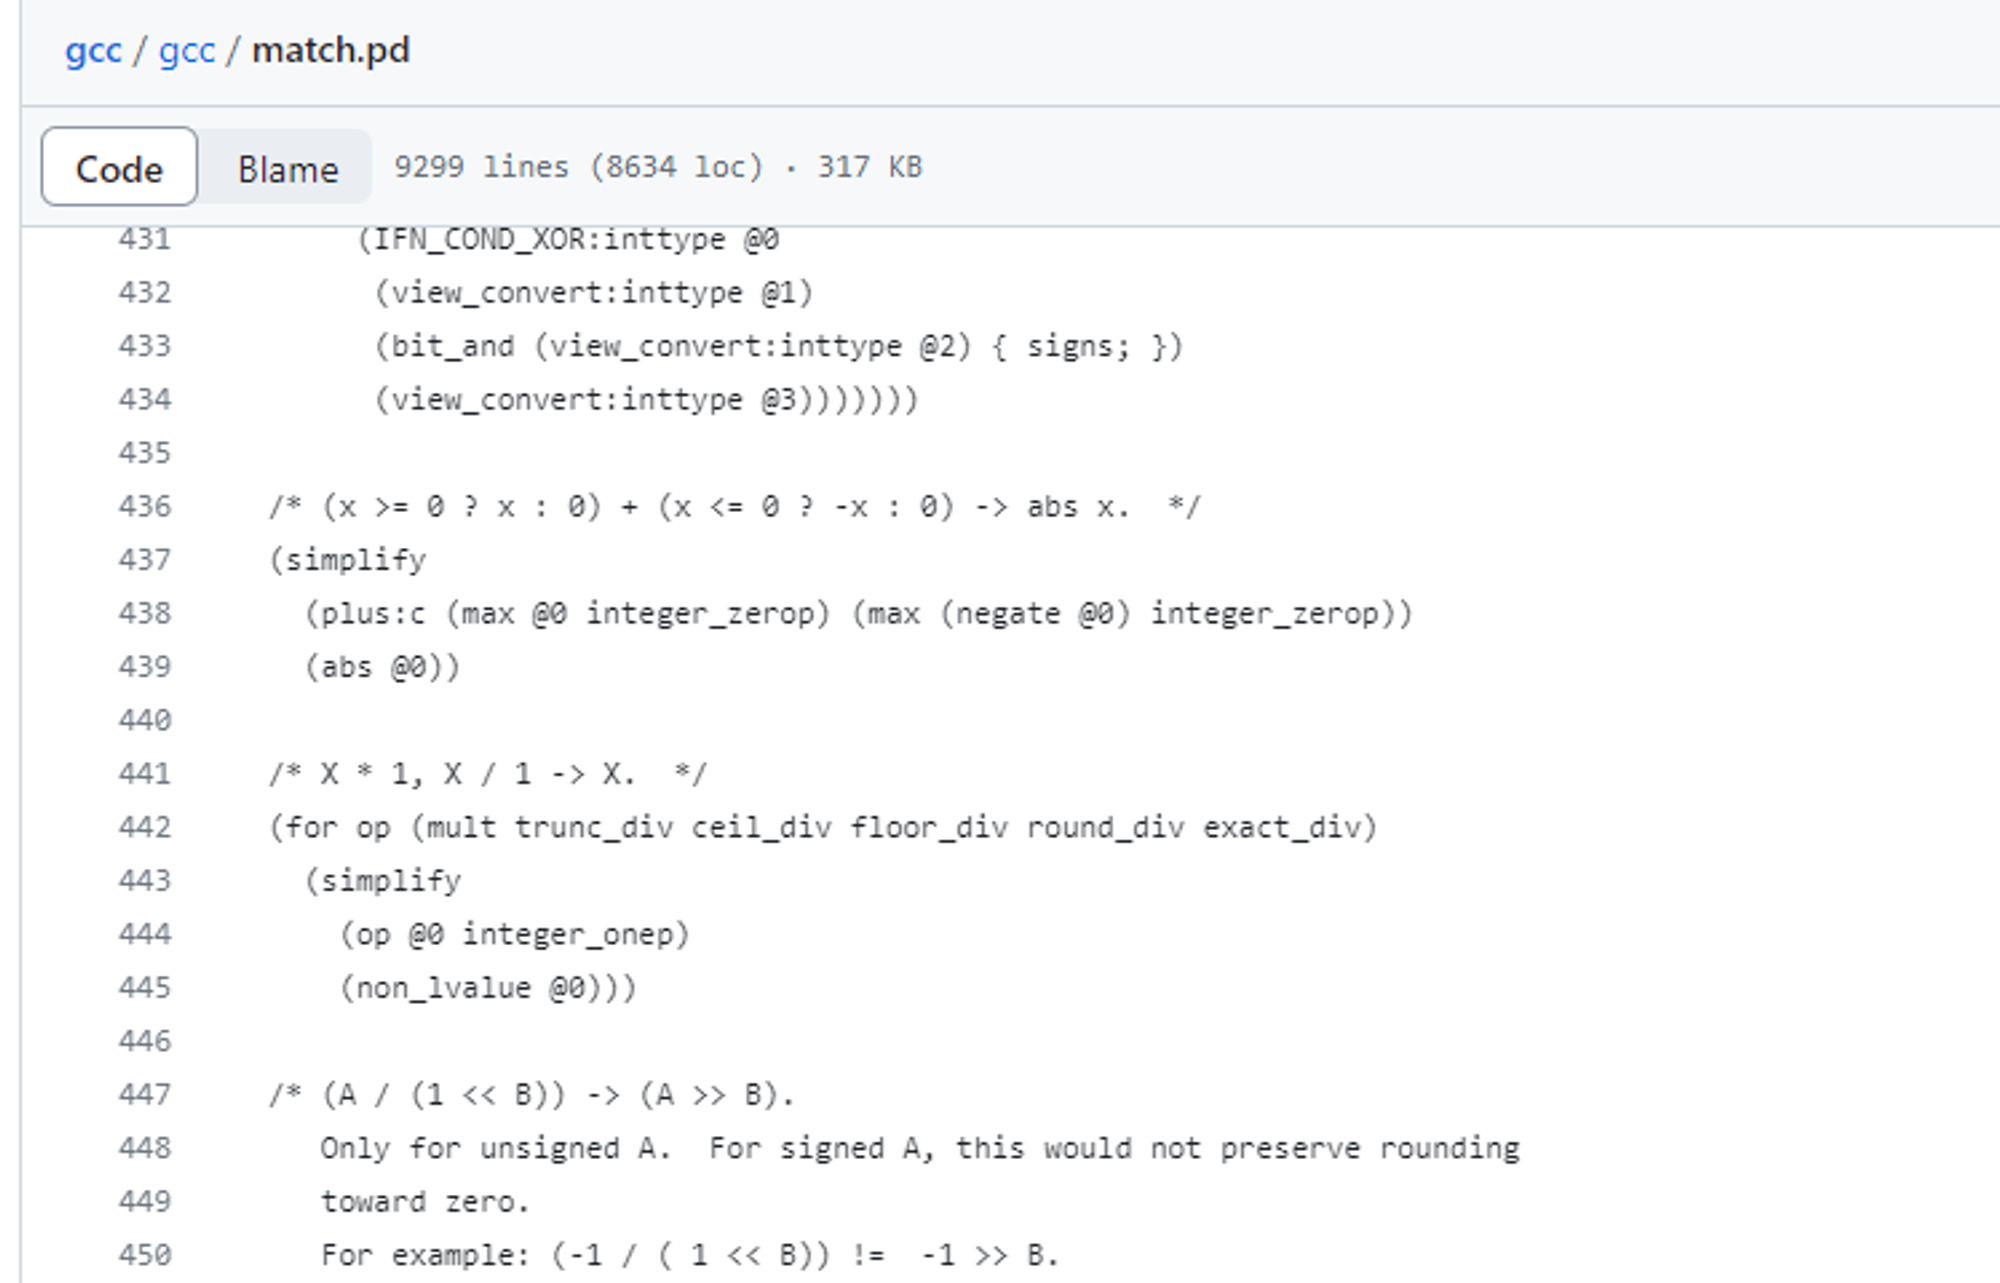 gcc / gcc / match.pd
Code Blame 9299 lines (8634 loc) · 317 KB
431 (IFN_COND_XOR:inttype @0
432 (view_convert:inttype @1)
433 (bit_and (view_convert:inttype @2) { signs; })
434 (view_convert:inttype @3)))))))
435
436 /* (x >= 0 ? x : 0) + (x <= 0 ? -x : 0) -> abs x.  */
437 (simplify
438 (plus:c (max @0 integer_zerop) (max (negate @0) integer_zerop))
439 (abs @0))
440
441 /* X * 1, X / 1 -> X.  */
442 (for op (mult trunc_div ceil_div floor_div round_div exact_div)
443 (simplify
444 (op @0 integer_onep)
445 (non_lvalue @0)))
446
447 /* (A / (1 << B)) -> (A >> B).
448 Only for unsigned A.  For signed A, this would not preserve rounding
449 toward zero.
450 For example: (-1 / ( 1 << B)) !=  -1 >> B.